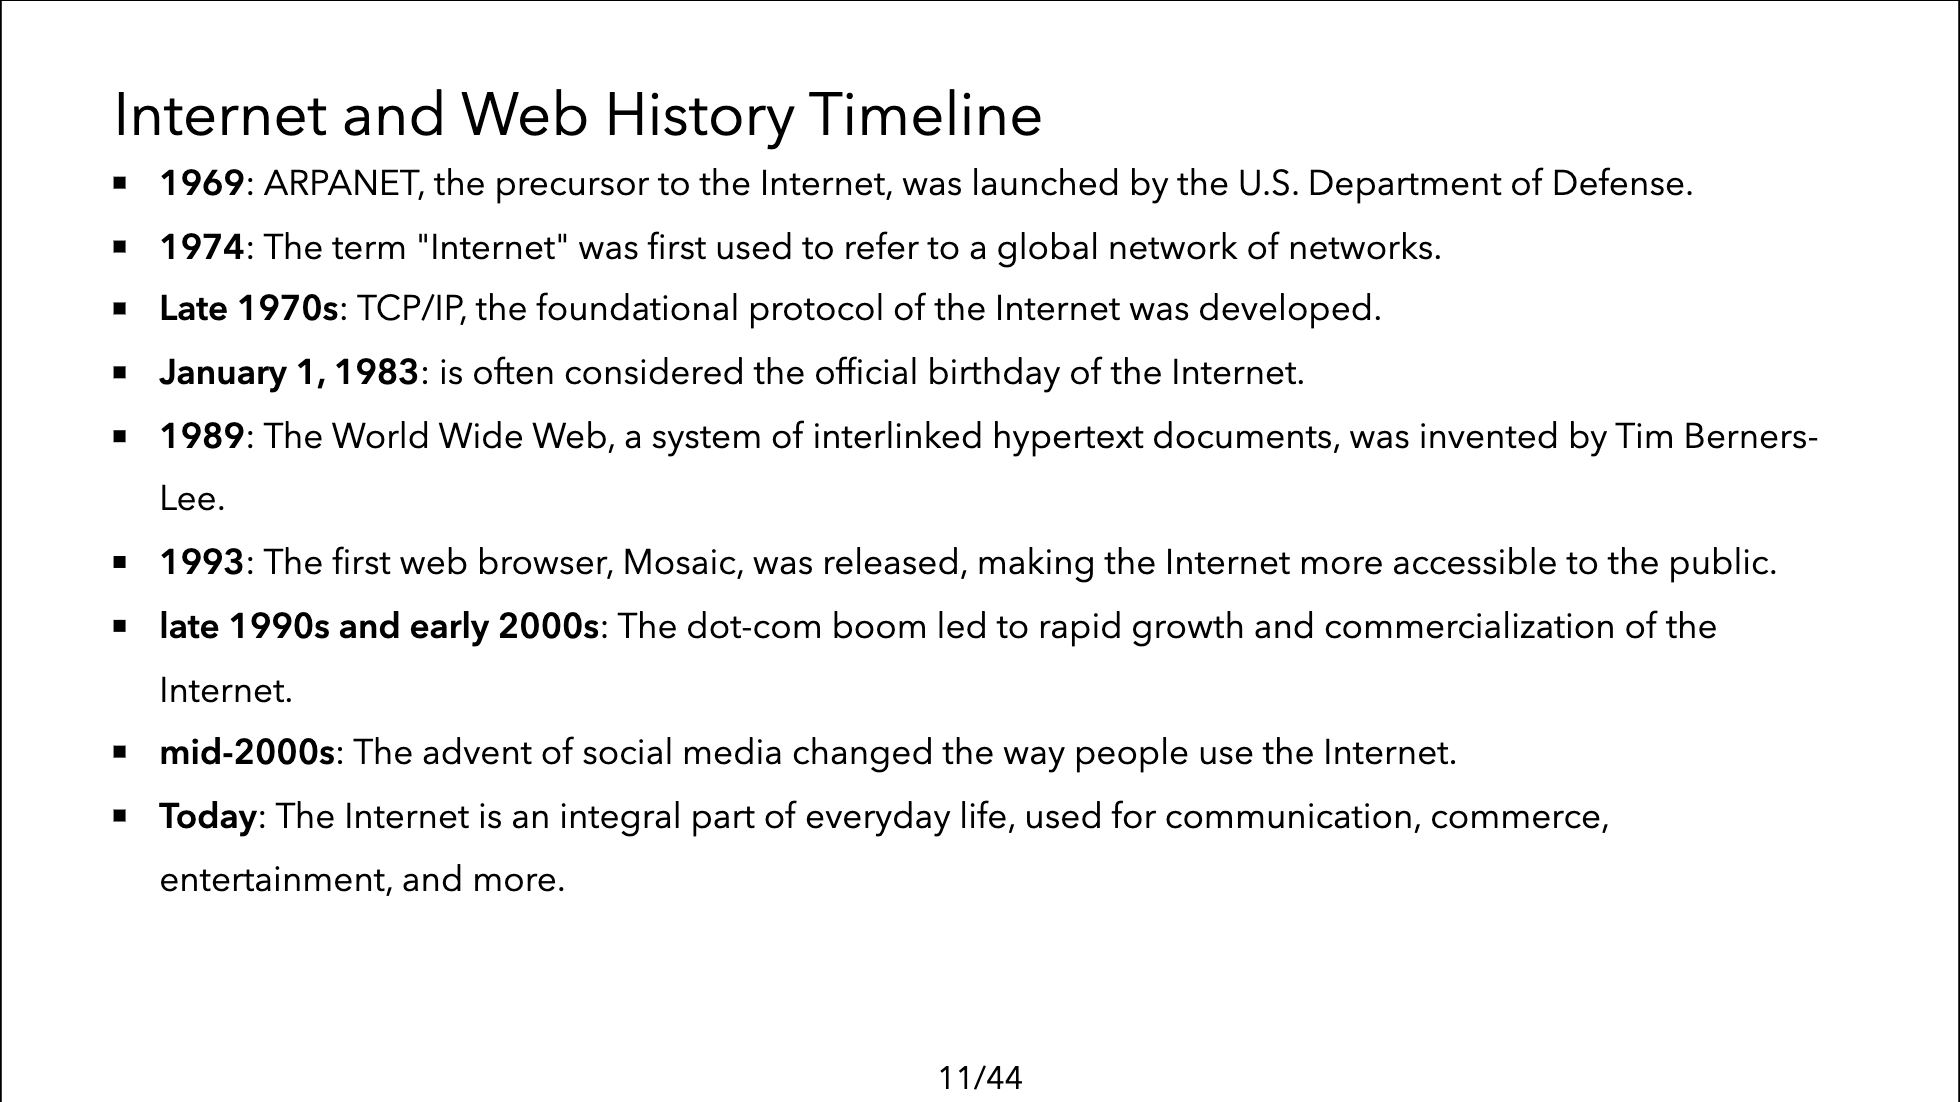 Internet and Web History Timeline
▪ 1969: ARPANET, the precursor to the Internet, was launched by the U.S. Department of Defense.
▪ 1974: The term "Internet" was first used to refer to a global network of networks.
▪ Late 1970s: TCP/IP, the foundational protocol of the Internet was developed.
▪ January 1, 1983: is often considered the official birthday of the Internet.
▪ 1989: The World Wide Web, a system of interlinked hypertext documents, was invented by Tim Berners-
Lee.
▪ 1993: The first web browser, Mosaic, was released, making the Internet more accessible to the public.
▪ late 1990s and early 2000s: The dot-com boom led to rapid growth and commercialization of the
Internet.
▪ mid-2000s: The advent of social media changed the way people use the Internet.
▪ Today: The Internet is an integral part of everyday life, used for communication, commerce,
entertainment, and more.
11/44